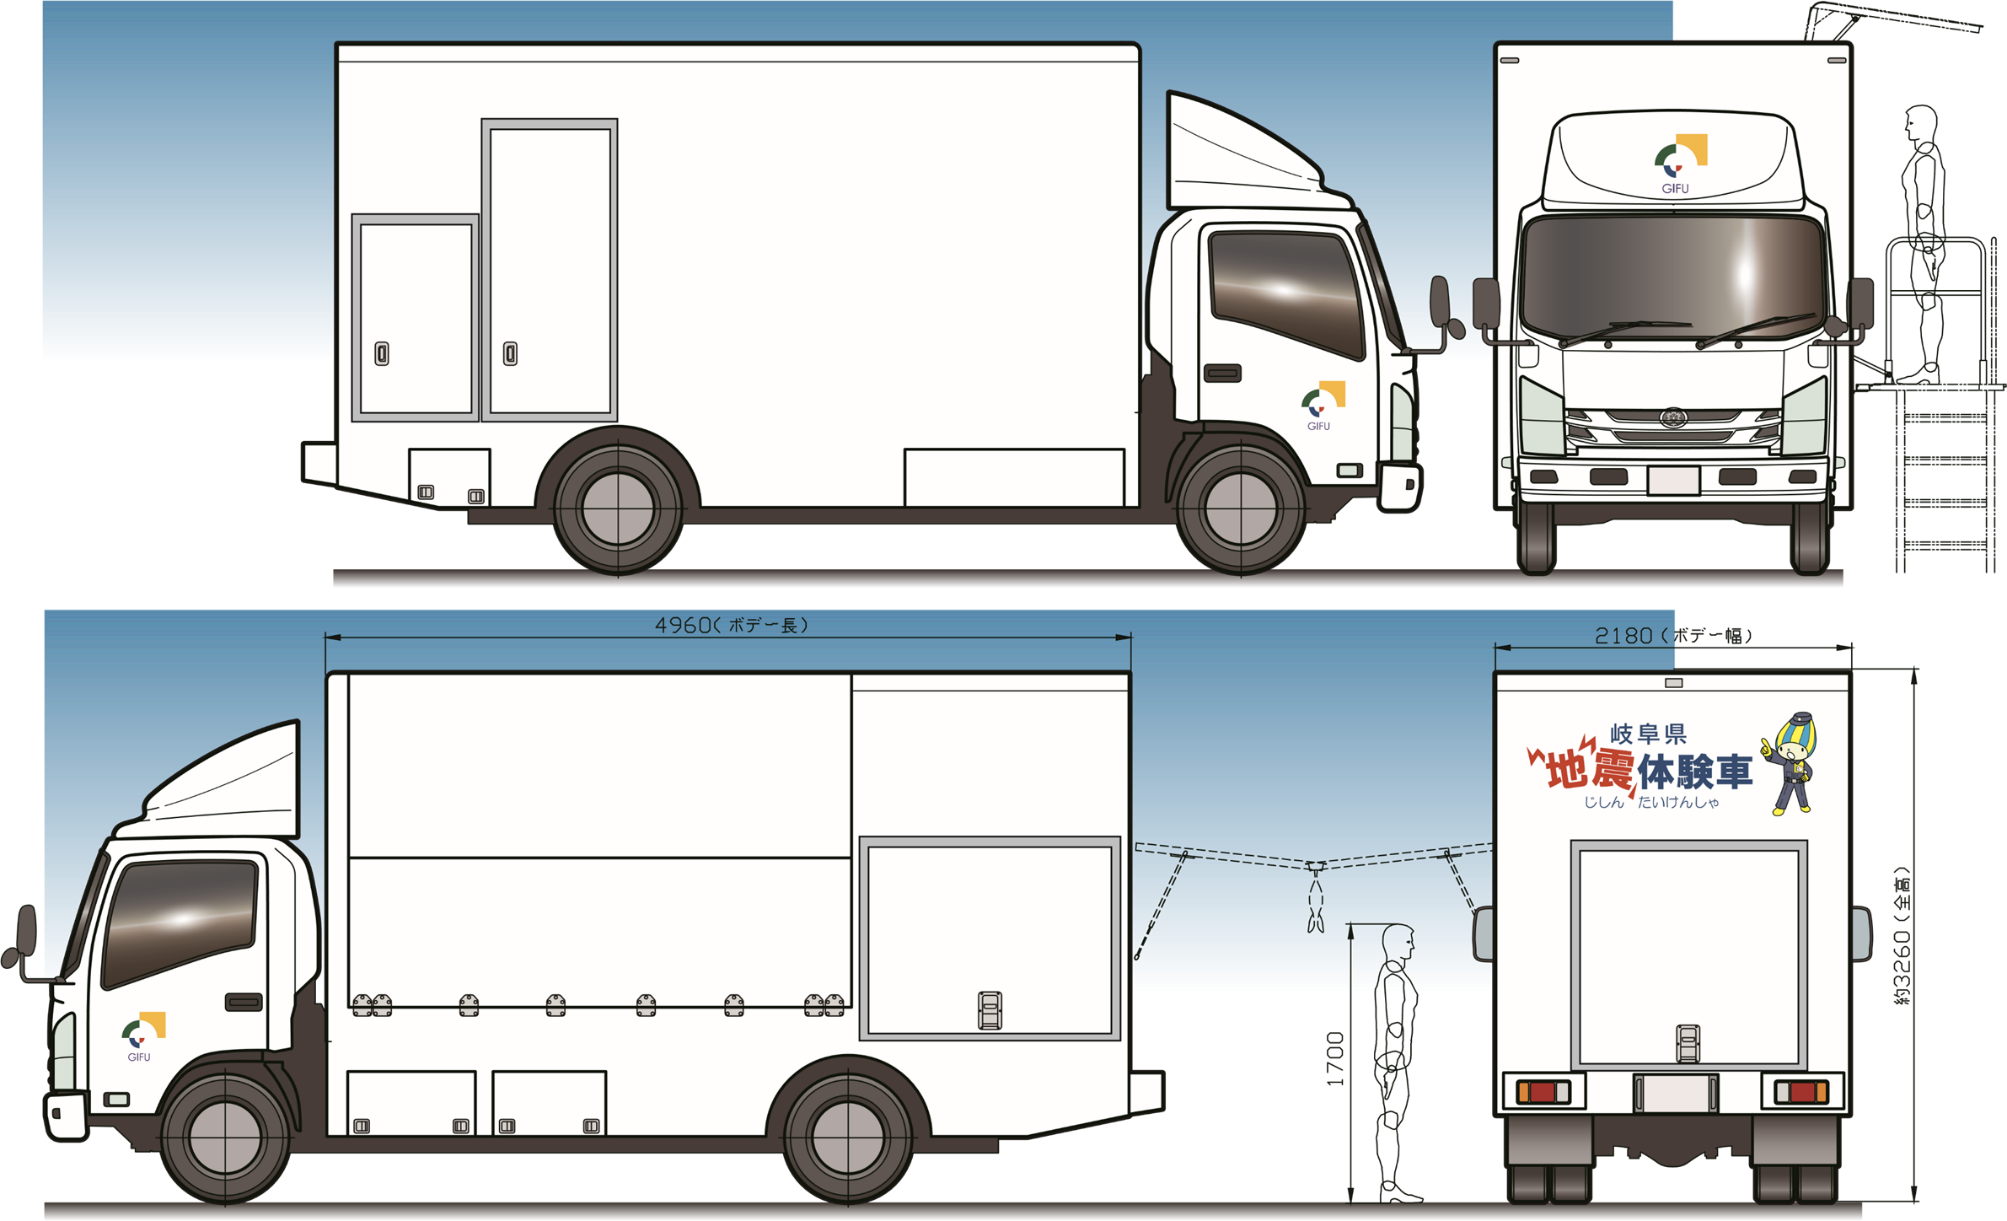 GIFU
GIFU
4960(ボデー長)
2180(ボデー幅)
岐阜県
地震体験車
じしん たいけんしゃ
約3260(全高)
1700
GIFU